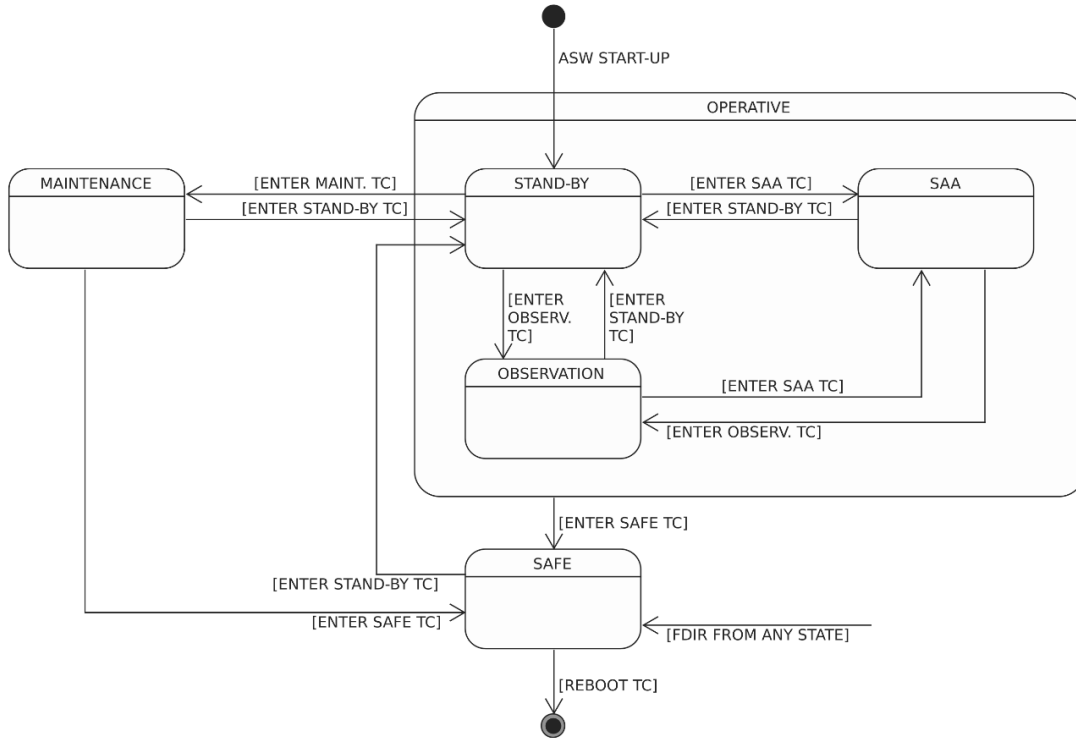 ASW START-UP
OPERATIVE
MAINTENANCE
[ENTER MAINT. TC]
STAND-BY
[ENTER SAA TC]
SAA
[ENTER STAND-BY TC]
[ENTER STAND-BY TC]
[ENTER
OBSERV.
TC]
[ENTER
STAND-BY
TC]
OBSERVATION
[ENTER SAA TC]
[ENTER OBSERV. TC]
[ENTER SAFE TC]
SAFE
[ENTER STAND-BY TC]
[ENTER SAFE TC]
[FDIR FROM ANY STATE]
[REBOOT TC]